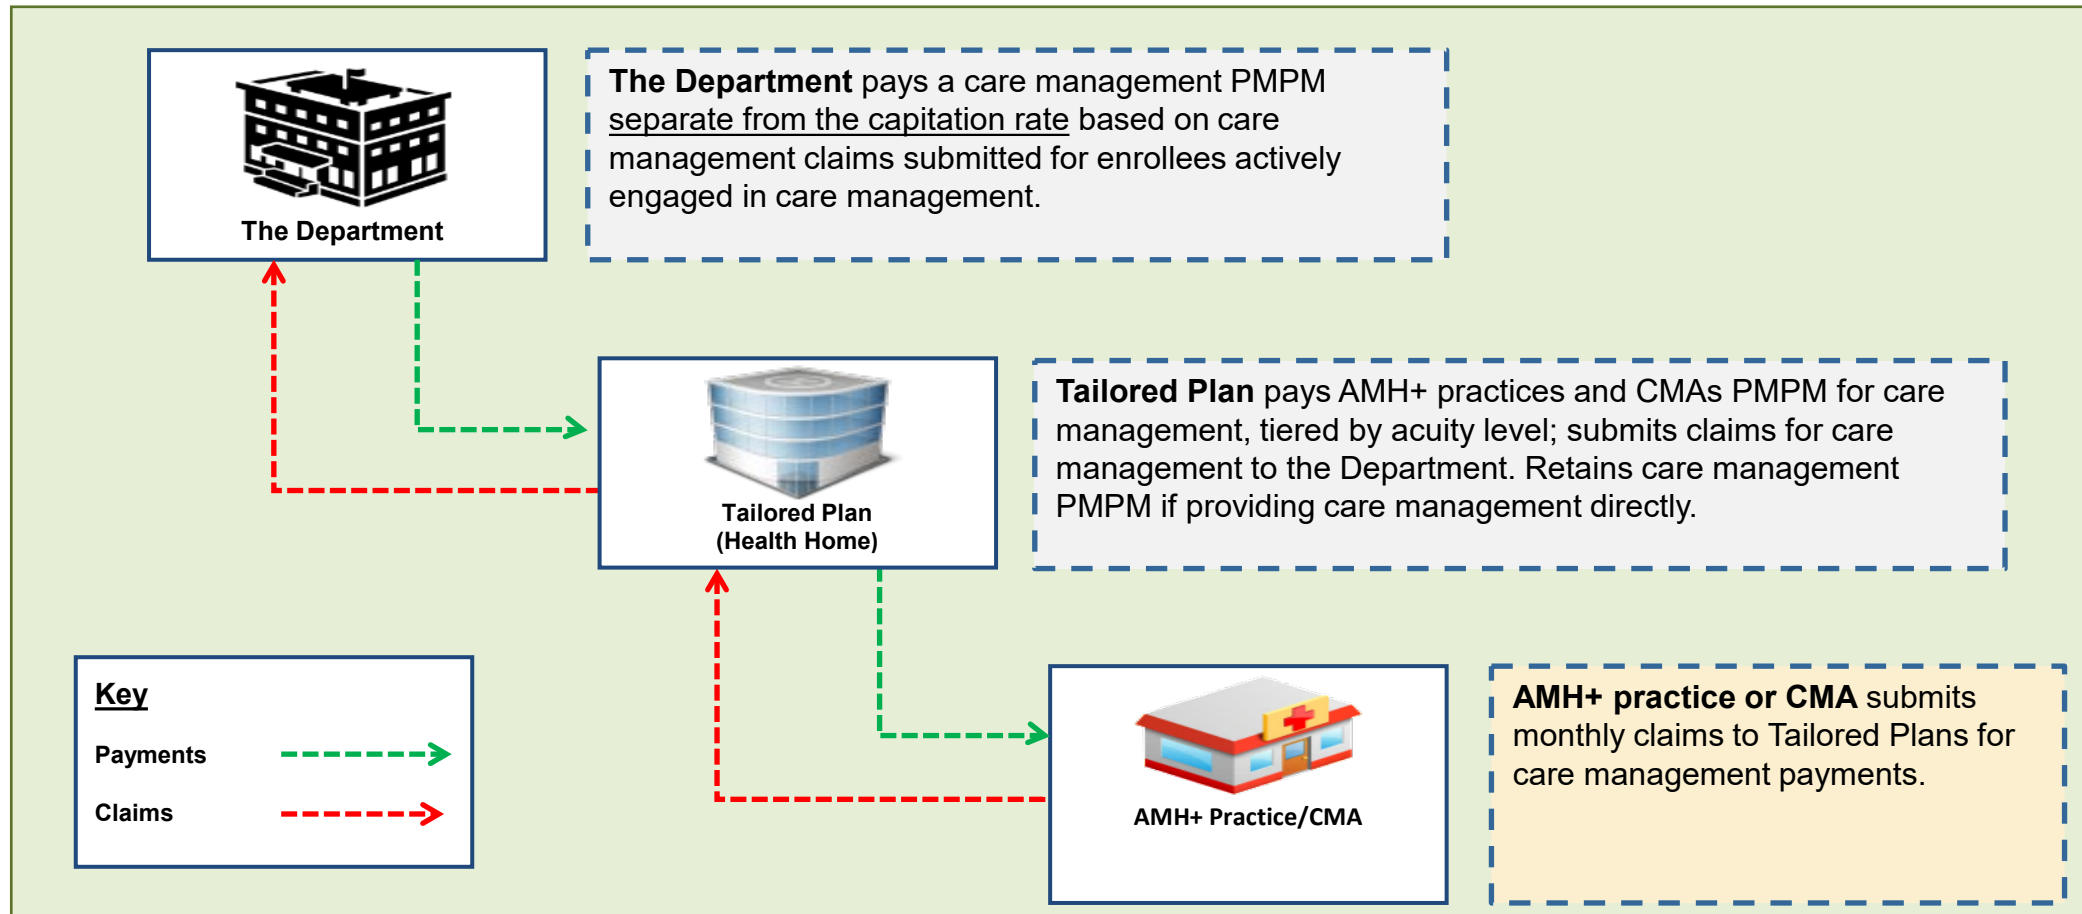 The Department
The Department pays a care management PMPM
separate from the capitation rate based on care
management claims submitted for enrollees actively
engaged in care management.
Tailored Plan
(Health Home)
Tailored Plan pays AMH+ practices and CMAs PMPM for care
management, tiered by acuity level; submits claims for care
management to the Department. Retains care management
PMPM if providing care management directly.
Key
Payments
Claims
AMH+ Practice/CMA
AMH+ practice or CMA submits
monthly claims to Tailored Plans for
care management payments.